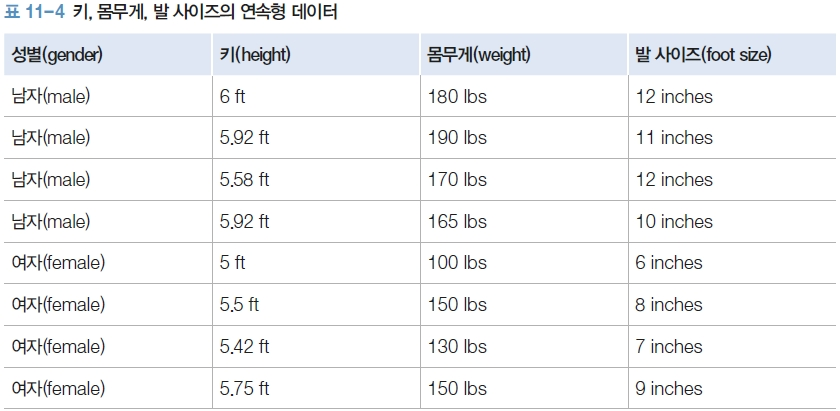 표 11-4 키, 몸무게, 발 사이즈의 연속형 데이터
성별(gender) 키(height) 몸무게(weight) 발 사이즈(foot size)
남자(male) 6 ft 180 lbs 12 inches
남자(male) 5.92 ft 190 lbs 11 inches
남자(male) 5.58 ft 170 lbs 12 inches
남자(male) 5.92 ft 165 lbs 10 inches
여자(female) 5 ft 100 lbs 6 inches
여자(female) 5.5 ft 150 lbs 8 inches
여자(female) 5.42 ft 130 lbs 7 inches
여자(female) 5.75 ft 150 lbs 9 inches